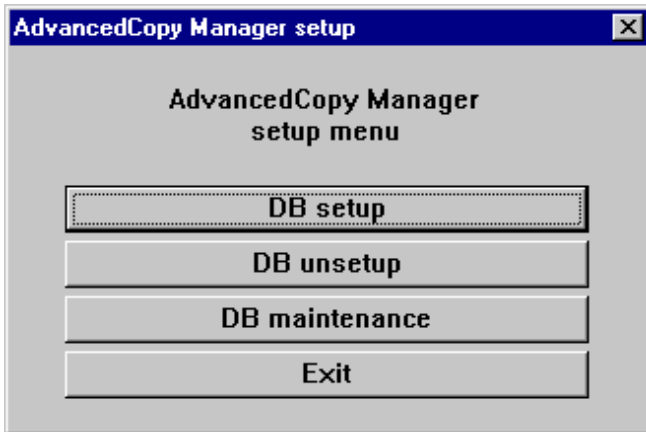 AdvancedCopy Manager setup
AdvancedCopy Manager
setup menu
DB setup
DB unsetup
DB maintenance
Exit